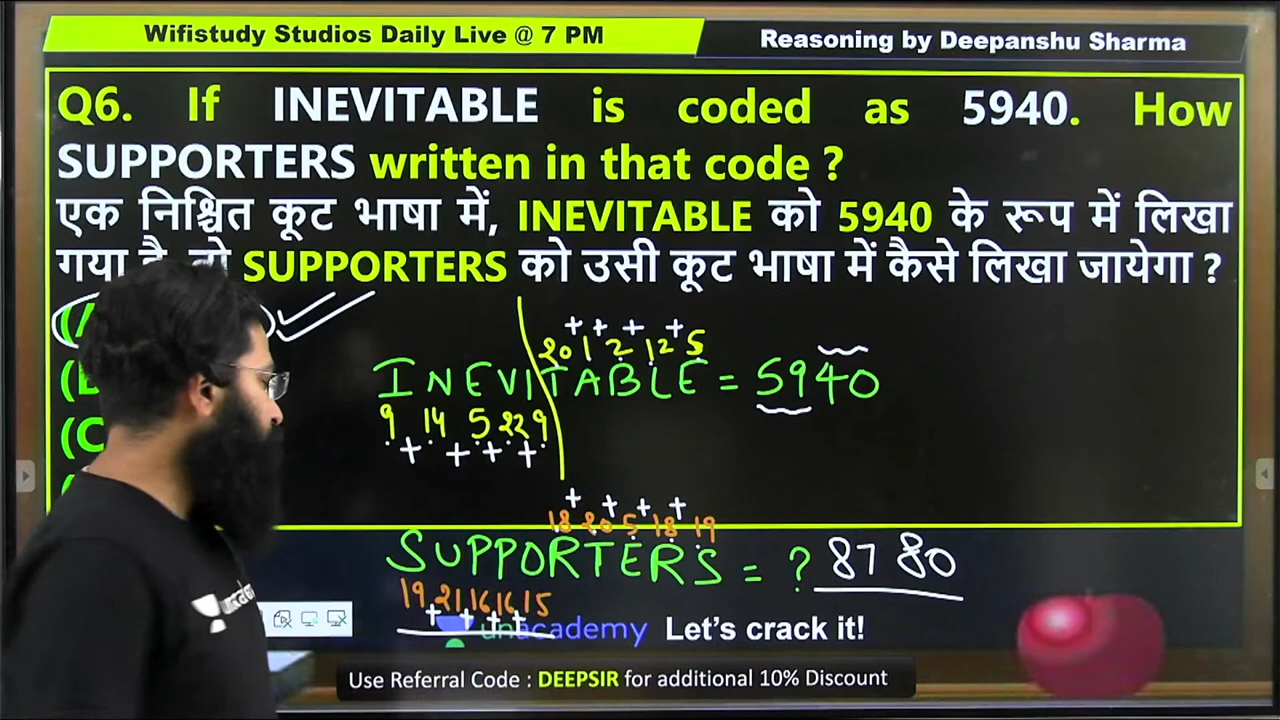 Wifistudy Studios Daily Live @ 7 PM
Reasoning by Deepanshu Sharma
Q6. If INEVITABLE is coded as 5940. How
SUPPORTERS written in that code ?
एक निश्चित कूट भाषा में, INEVITABLE को 5940 के रूप में लिखा
गया है, तो SUPPORTERS को उसी कूट भाषा में कैसे लिखा जायेगा ?
+ + + +
20 1 2 12 5
INEVITABLE = 5940
9 14 5 22 9
+ + + +
(C
+ + + +
18 20 5 18 19
SUPPORTERS = ? 8780
19 21 16 16 15
+ + + +
unacademy Let's crack it!
Use Referral Code : DEEPSIR for additional 10% Discount